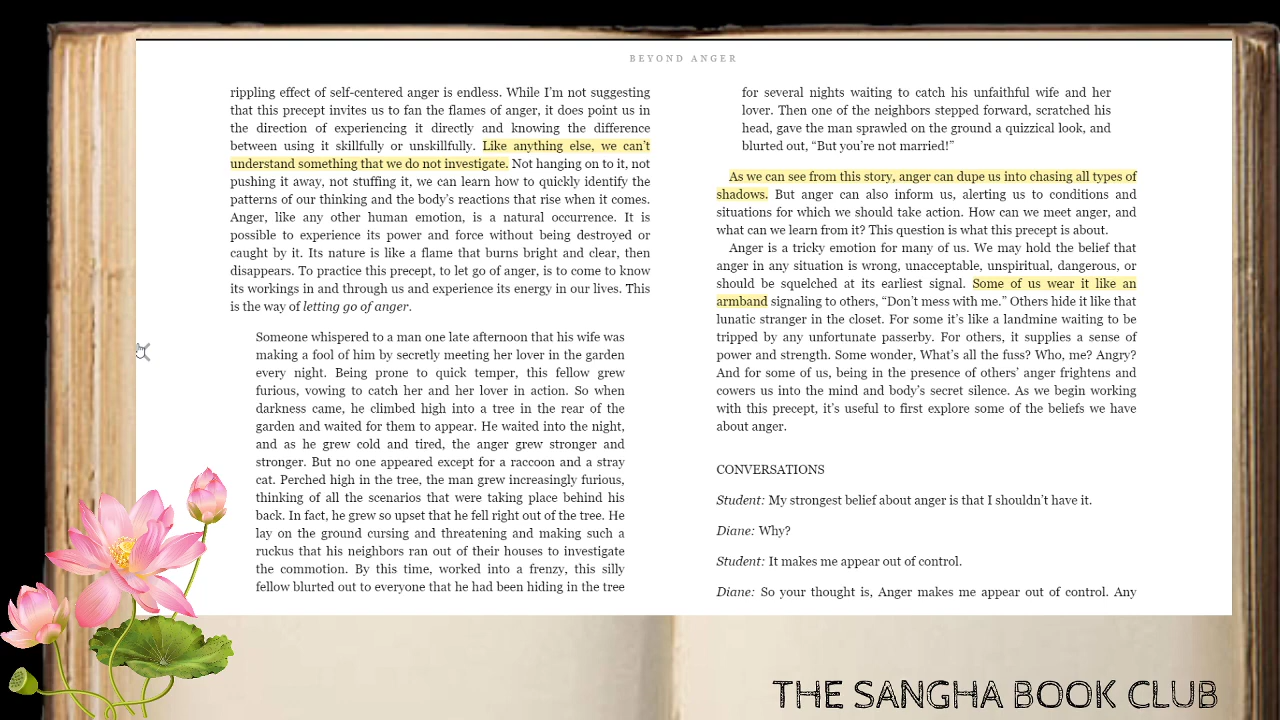 BEYOND ANGER
rippling effect of self-centered anger is endless. While I'm not suggesting
that this precept invites us to fan the flames of anger, it does point us in
the direction of experiencing it directly and knowing the difference
between using it skillfully or unskillfully. Like anything else, we can't
understand something that we do not investigate. Not hanging on to it, not
pushing it away, not stuffing it, we can learn how to quickly identify the
patterns of our thinking and the body's reactions that rise when it comes.
Anger, like any other human emotion, is a natural occurrence. It is
possible to experience its power and force without being destroyed or
caught by it. Its nature is like a flame that burns bright and clear, then
disappears. To practice this precept, to let go of anger, is to come to know
its workings in and through us and experience its energy in our lives. This
is the way of letting go of anger.
Someone whispered to a man one late afternoon that his wife was
making a fool of him by secretly meeting her lover in the garden
every night. Being prone to quick temper, this fellow grew
furious, vowing to catch her and her lover in action. So when
darkness came, he climbed high into a tree in the rear of the
garden and waited for them to appear. He waited into the night,
and as he grew cold and tired, the anger grew stronger and
stronger. But no one appeared except for a raccoon and a stray
cat. Perched high in the tree, the man grew increasingly furious,
thinking of all the scenarios that were taking place behind his
back. In fact, he grew so upset that he fell right out of the tree. He
lay on the ground cursing and threatening and making such a
ruckus that his neighbors ran out of their houses to investigate
the commotion. By this time, worked into a frenzy, this silly
fellow blurted out to everyone that he had been hiding in the tree
for several nights waiting to catch his unfaithful wife and her
lover. Then one of the neighbors stepped forward, scratched his
head, gave the man sprawled on the ground a quizzical look, and
blurted out, "But you're not married!"
As we can see from this story, anger can dupe us into chasing all types of
shadows. But anger can also inform us, alerting us to conditions and
situations for which we should take action. How can we meet anger, and
what can we learn from it? This question is what this precept is about.
Anger is a tricky emotion for many of us. We may hold the belief that
anger in any situation is wrong, unacceptable, unspiritual, dangerous, or
should be squelched at its earliest signal. Some of us wear it like an
armband signaling to others, "Don't mess with me." Others hide it like that
lunatic stranger in the closet. For some it's like a landmine waiting to be
tripped by any unfortunate passerby. For others, it supplies a sense of
power and strength. Some wonder, What's all the fuss? Who, me? Angry?
And for some of us, being in the presence of others' anger frightens and
cowers us into the mind and body's secret silence. As we begin working
with this precept, it's useful to first explore some of the beliefs we have
about anger.
CONVERSATIONS
Student: My strongest belief about anger is that I shouldn't have it.
Diane: Why?
Student: It makes me appear out of control.
Diane: So your thought is, Anger makes me appear out of control. Any
THE SANGHA BOOK CLUB